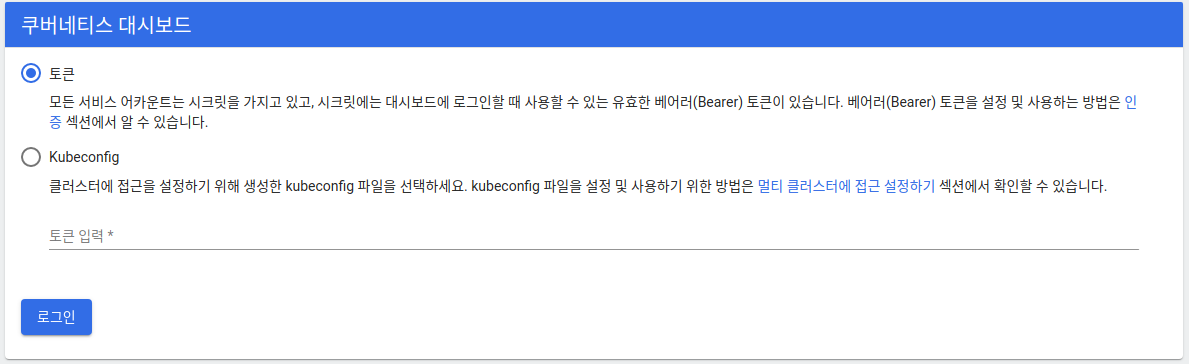 쿠버네티스 대시보드
토큰
모든 서비스 어카운트는 시크릿을 가지고 있고, 시크릿에는 대시보드에 로그인할 때 사용할 수 있는 유효한 베어러(Bearer) 토큰이 있습니다. 베어러(Bearer) 토큰을 설정 및 사용하는 방법은 인
증 섹션에서 알 수 있습니다.
Kubeconfig
클러스터에 접근을 설정하기 위해 생성한 kubeconfig 파일을 선택하세요. kubeconfig 파일을 설정 및 사용하기 위한 방법은 멀티 클러스터에 접근 설정하기 섹션에서 확인할 수 있습니다.
토큰 입력 *
로그인